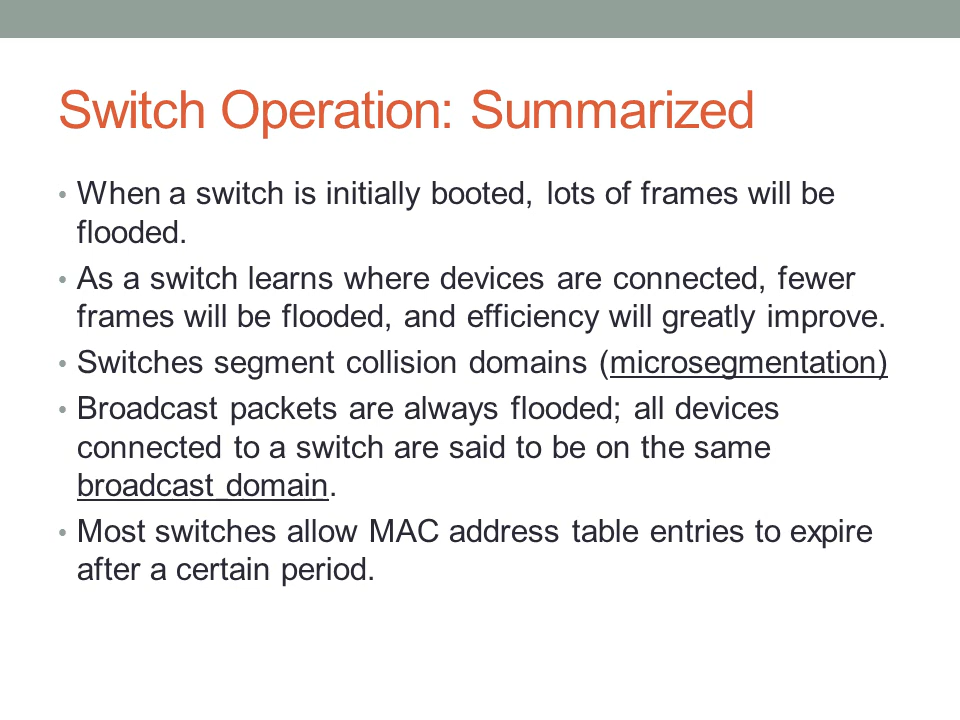 Switch Operation: Summarized
• When a switch is initially booted, lots of frames will be
flooded.
• As a switch learns where devices are connected, fewer
frames will be flooded, and efficiency will greatly improve.
• Switches segment collision domains (microsegmentation)
• Broadcast packets are always flooded; all devices
connected to a switch are said to be on the same
broadcast domain.
• Most switches allow MAC address table entries to expire
after a certain period.